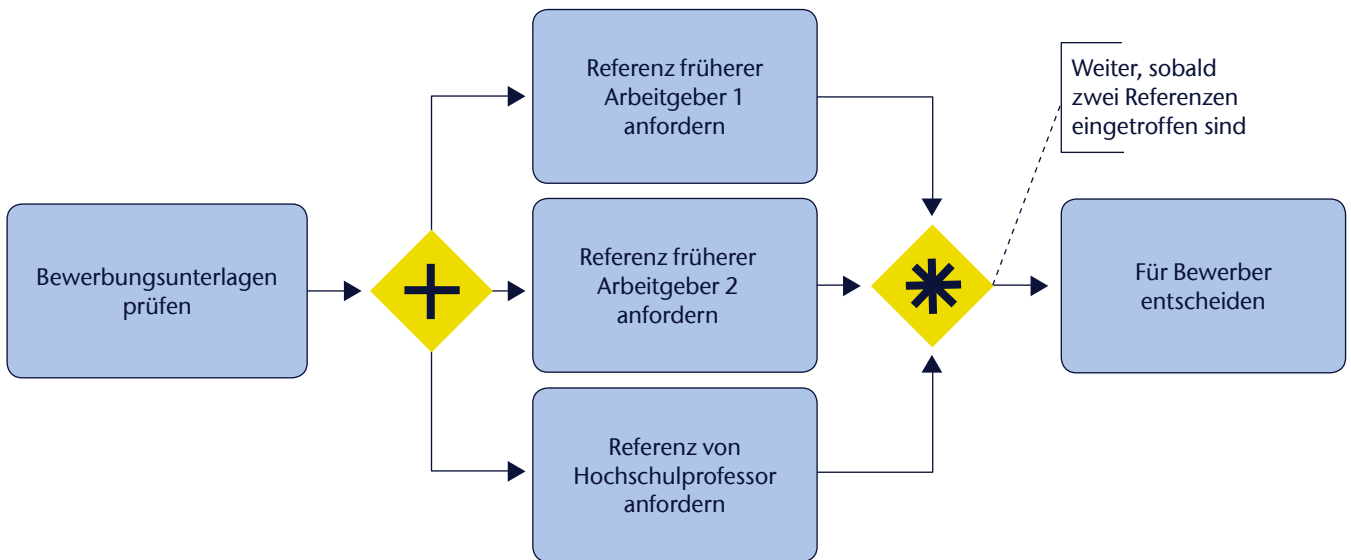 Bewerbungsunterlagen
prüfen
Referenz früherer
Arbeitgeber 1
anfordern
Referenz früherer
Arbeitgeber 2
anfordern
Referenz von
Hochschulprofessor
anfordern
Weiter, sobald
zwei Referenzen
eingetroffen sind
Für Bewerber
entscheiden